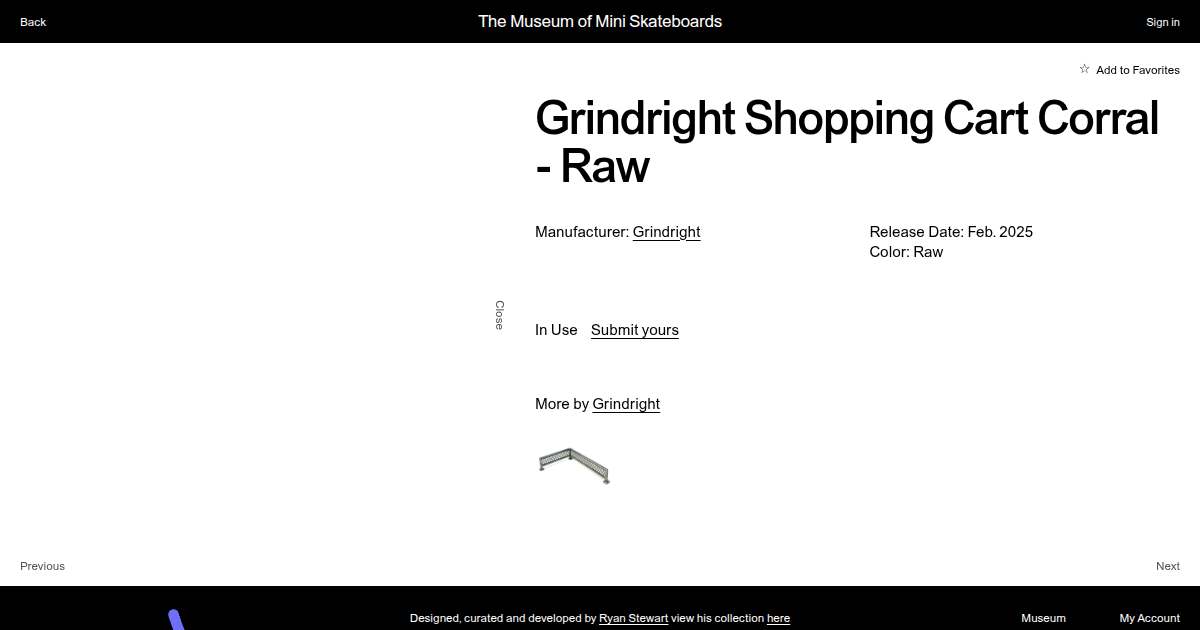 Back
The Museum of Mini Skateboards
Sign in
☆ Add to Favorites
Grindright Shopping Cart Corral
- Raw
Manufacturer: Grindright
Release Date: Feb. 2025
Color: Raw
Close
In Use Submit yours
More by Grindright
Previous
Next
Designed, curated and developed by Ryan Stewart view his collection here
Museum
My Account